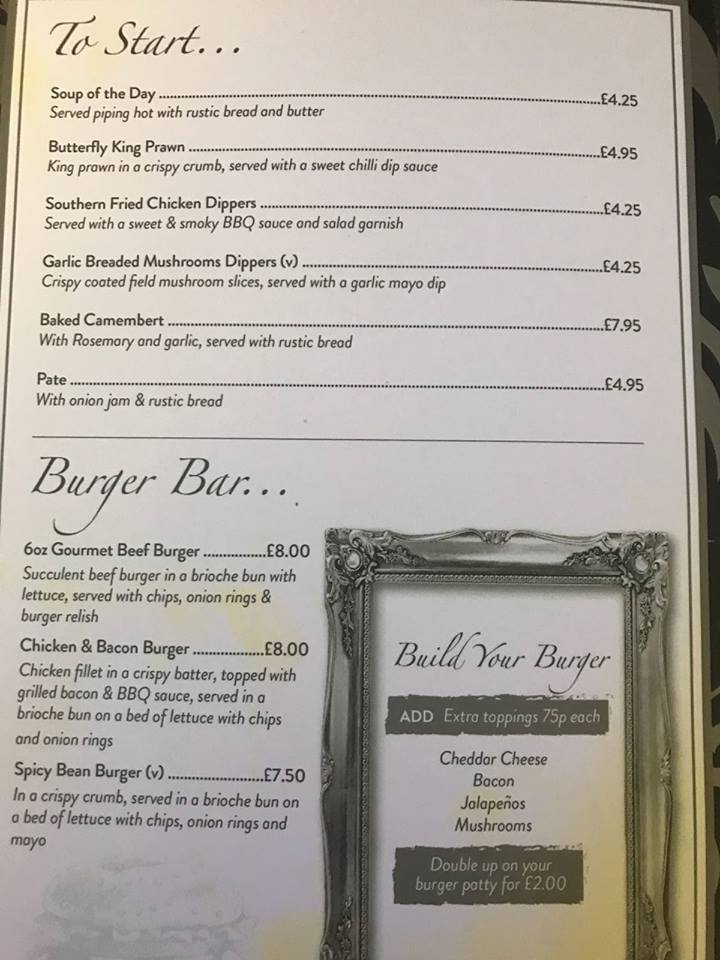 To Start...
Soup of the Day ........ £4.25
Served piping hot with rustic bread and butter
Butterfly King Prawn ........ £4.95
King prawn in a crispy crumb, served with a sweet chilli dip sauce
Southern Fried Chicken Dippers ........ £4.25
Served with a sweet & smoky BBQ sauce and salad garnish
Garlic Breaded Mushrooms Dippers (v) ........ £4.25
Crispy coated field mushroom slices, served with a garlic mayo dip
Baked Camembert ........ £7.95
With Rosemary and garlic, served with rustic bread
Pate ........ £4.95
With onion jam & rustic bread
Burger Bar...
6oz Gourmet Beef Burger ........ £8.00
Succulent beef burger in a brioche bun with
lettuce, served with chips, onion rings &
burger relish
Chicken & Bacon Burger ........ £8.00
Chicken fillet in a crispy batter, topped with
grilled bacon & BBQ sauce, served in a
brioche bun on a bed of lettuce with chips
and onion rings
Spicy Bean Burger (v) ........ £7.50
In a crispy crumb, served in a brioche bun on
a bed of lettuce with chips, onion rings and
mayo
Build Your Burger
ADD Extra toppings 75p each
Cheddar Cheese
Bacon
Jalapeños
Mushrooms
Double up on your
burger patty for £2.00